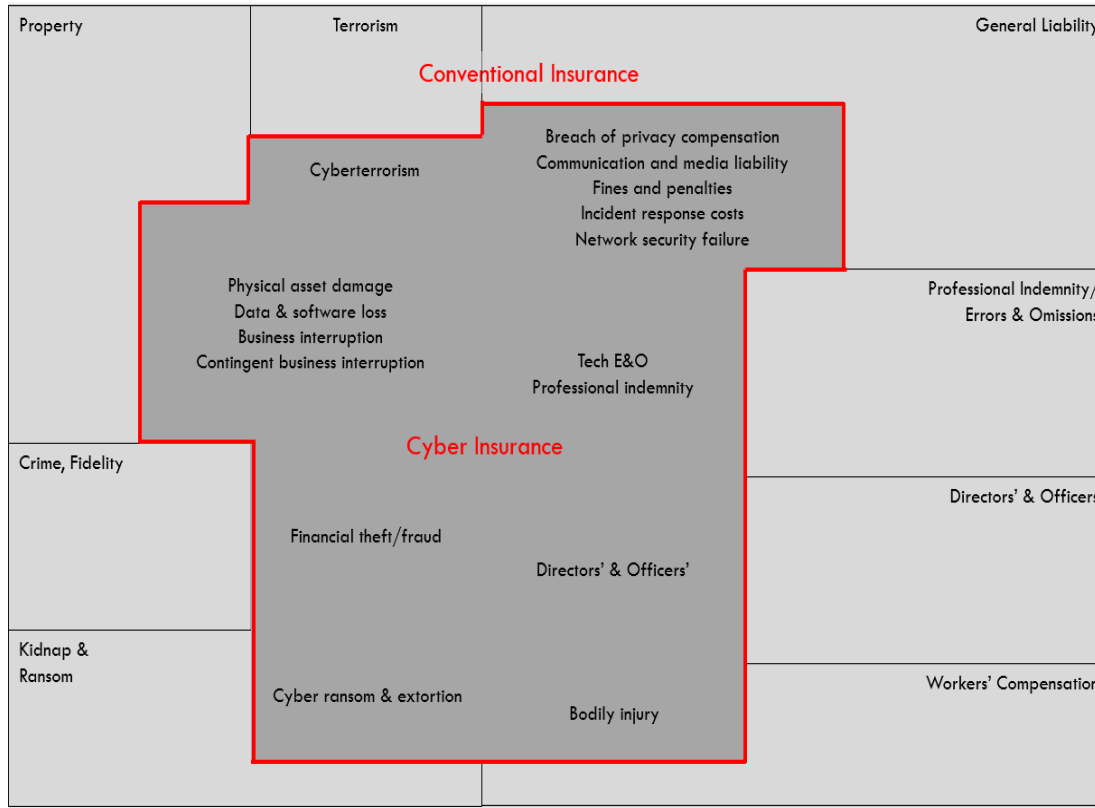 Property
Terrorism
General Liability
Conventional Insurance
Breach of privacy compensation
Communication and media liability
Fines and penalties
Incident response costs
Network security failure
Cyberterrorism
Physical asset damage
Data & software loss
Business interruption
Contingent business interruption
Professional Indemnity/
Errors & Omissions
Tech E&O
Professional indemnity
Cyber Insurance
Crime, Fidelity
Directors’ & Officers
Financial theft/fraud
Directors’ & Officers’
Kidnap &
Ransom
Workers’ Compensation
Cyber ransom & extortion
Bodily injury